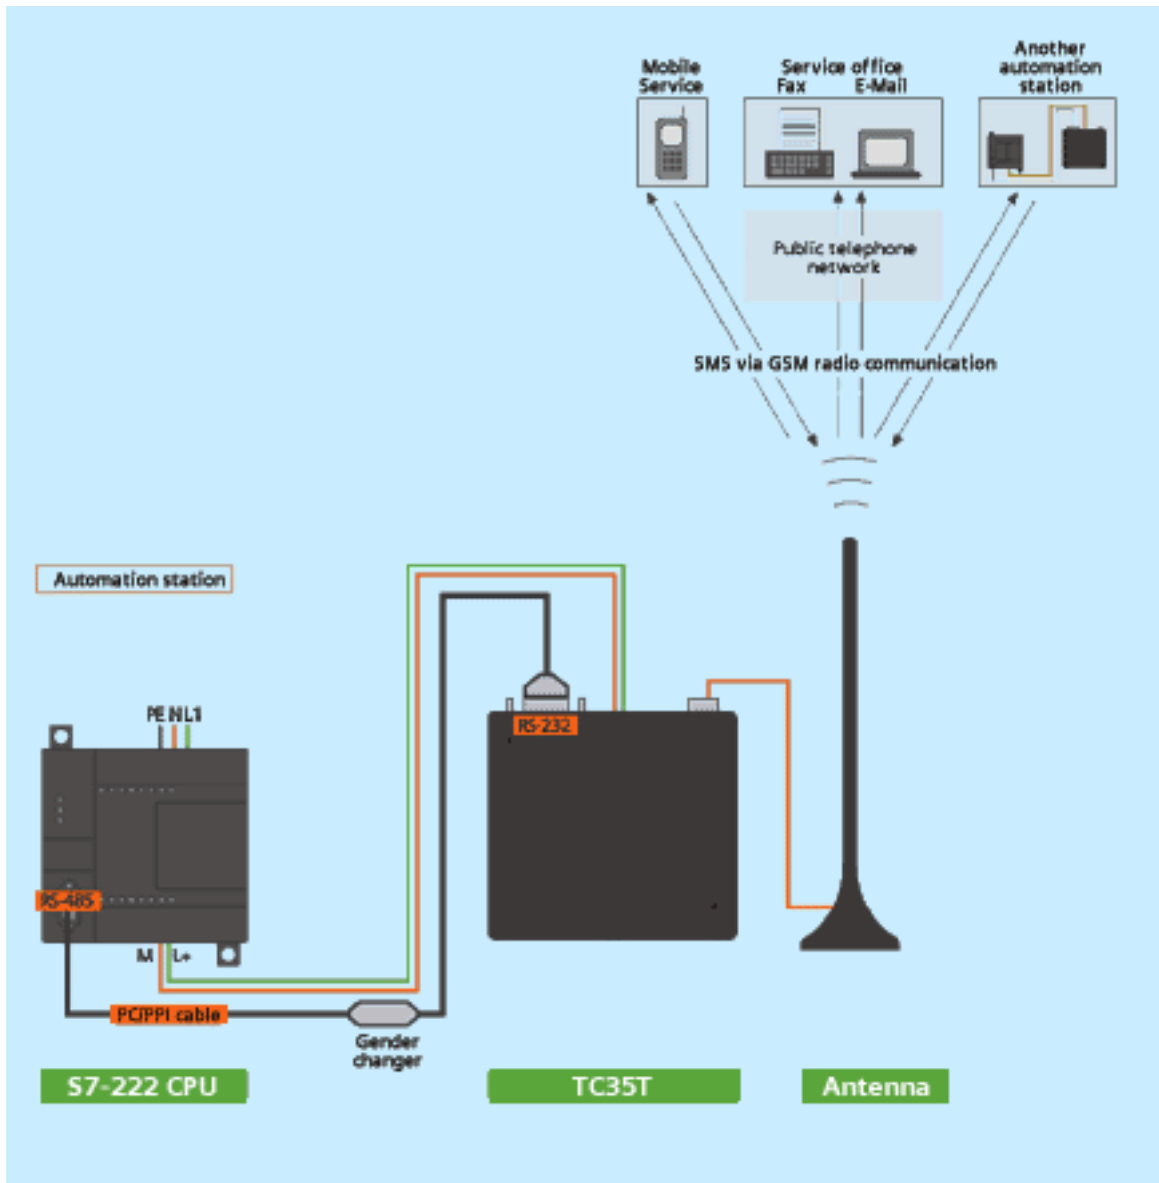 Another
automation
station
Mobile
Service
Service office
Fax E-Mail
Public telephone
network
SMS via GSM radio communication
Automation station
RS-232
PE N L1
RS-485
M L+
PC/PPI cable
Gender
changer
S7-222 CPU
TC35T
Antenna